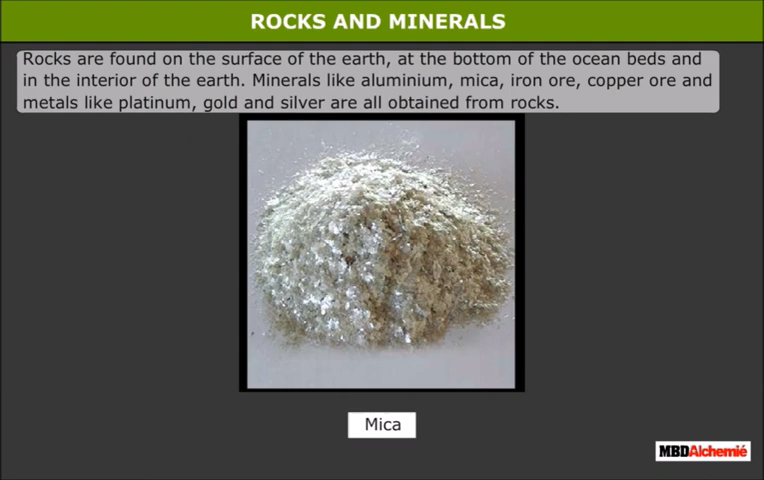 ROCKS AND MINERALS
Rocks are found on the surface of the earth, at the bottom of the ocean beds and
in the interior of the earth. Minerals like aluminium, mica, iron ore, copper ore and
metals like platinum, gold and silver are all obtained from rocks.
Mica
MBDAlchemié